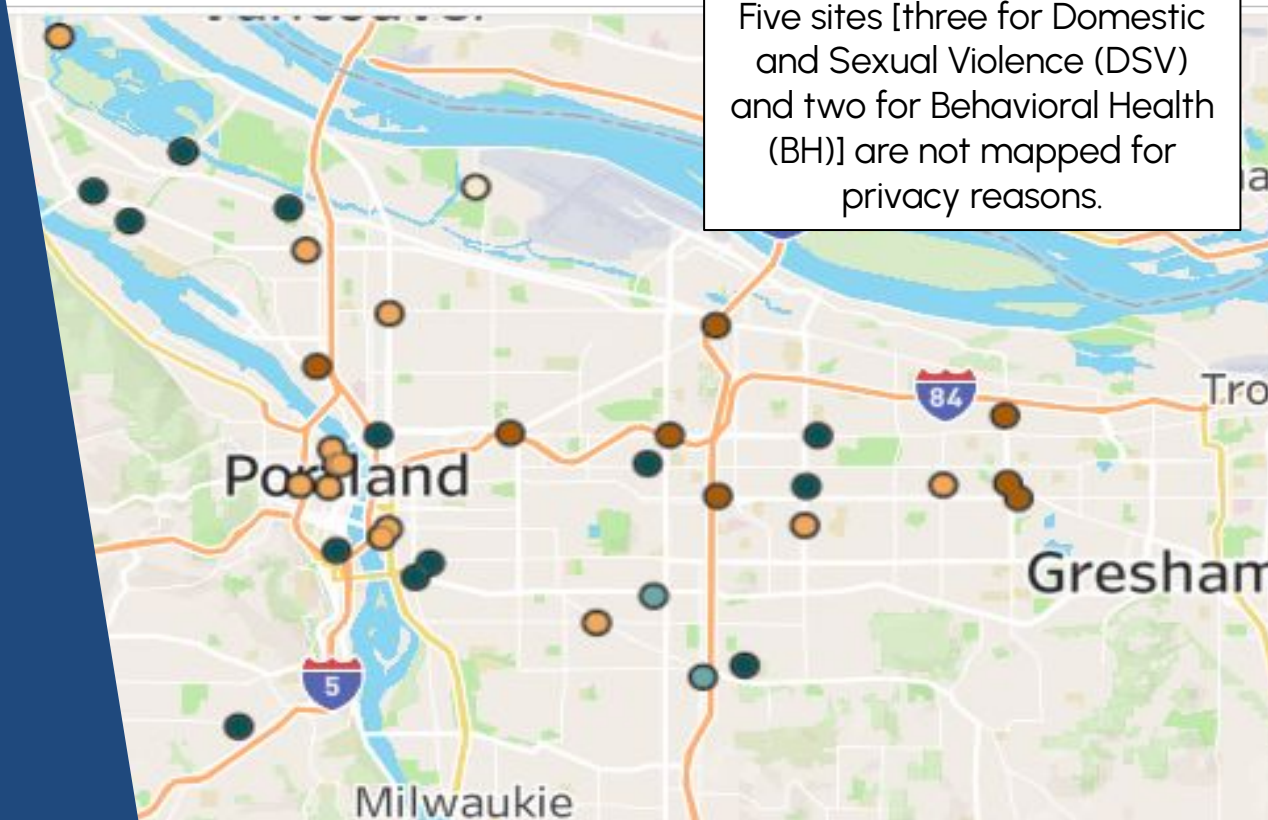 Five sites [three for Domestic
and Sexual Violence (DSV)
and two for Behavioral Health
(BH)] are not mapped for
privacy reasons.
84
Tro
Portland
Gresham
5
Milwaukie